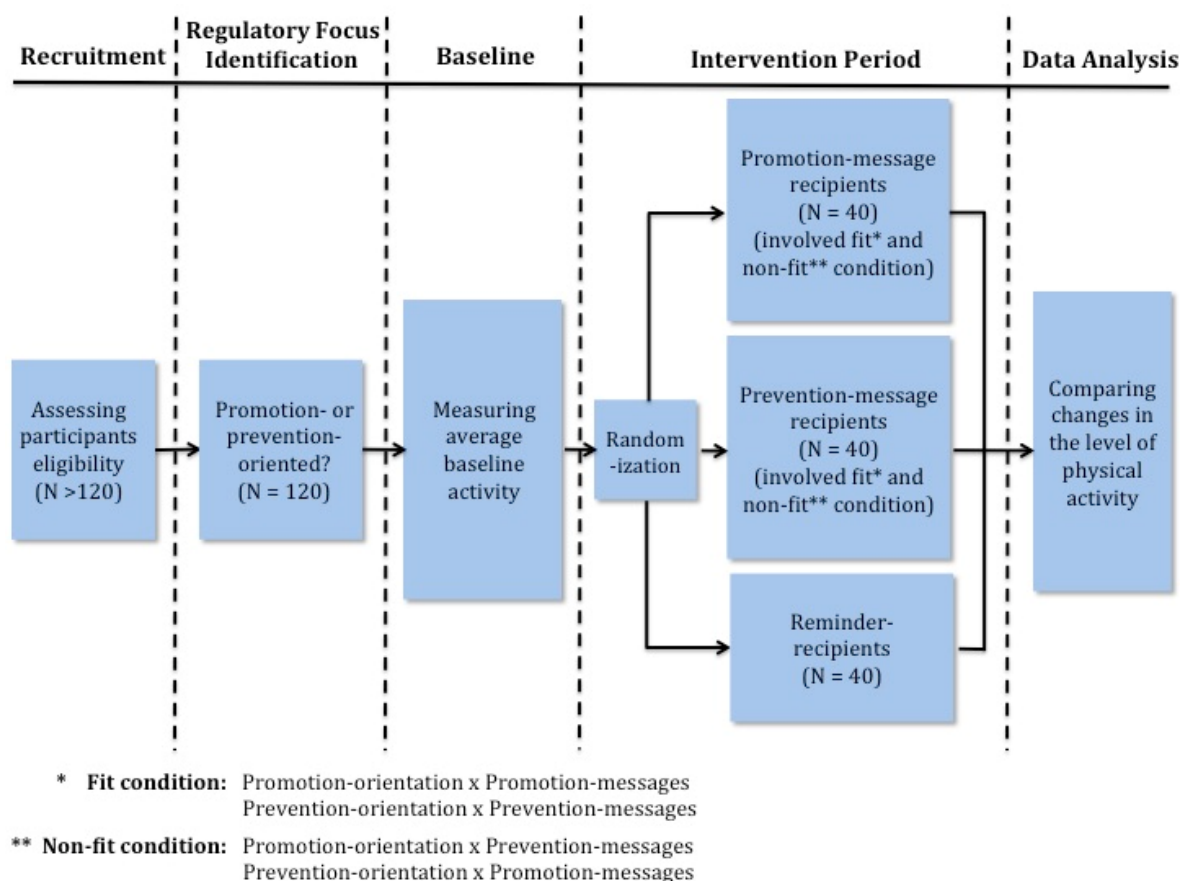 Recruitment
Regulatory Focus
Identification
Baseline
Intervention Period
Data Analysis
Assessing
participants
eligibility
(N >120)
Promotion- or
prevention-
oriented?
(N = 120)
Measuring
average
baseline
activity
Random
-ization
Promotion-message
recipients
(N = 40)
(involved fit* and
non-fit** condition)
Prevention-message
recipients
(N = 40)
(involved fit* and
non-fit** condition)
Reminder-
recipients
(N = 40)
Comparing
changes in
the level of
physical
activity
* Fit condition: Promotion-orientation x Promotion-messages
Prevention-orientation x Prevention-messages
** Non-fit condition: Promotion-orientation x Prevention-messages
Prevention-orientation x Promotion-messages